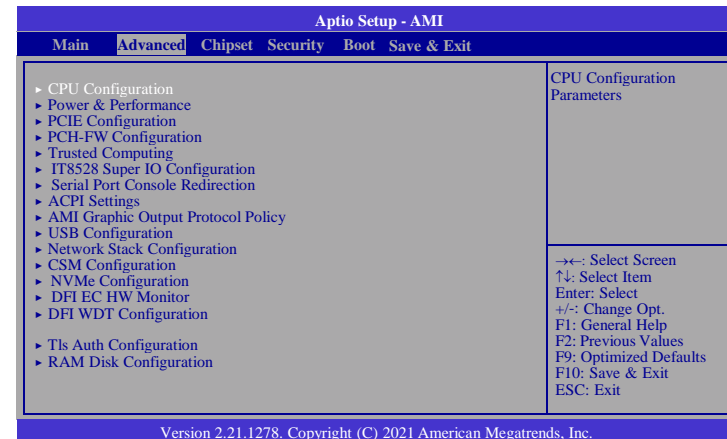 Aptio Setup - AMI
Main Advanced Chipset Security Boot Save & Exit
► CPU Configuration
► Power & Performance
► PCIE Configuration
► PCH-FW Configuration
► Trusted Computing
► IT8528 Super IO Configuration
► Serial Port Console Redirection
► ACPI Settings
► AMI Graphic Output Protocol Policy
► USB Configuration
► Network Stack Configuration
► CSM Configuration
► NVMe Configuration
► DFI EC HW Monitor
► DFI WDT Configuration
► Tls Auth Configuration
► RAM Disk Configuration
CPU Configuration
Parameters
→←: Select Screen
↑↓: Select Item
Enter: Select
+/-: Change Opt.
F1: General Help
F2: Previous Values
F9: Optimized Defaults
F10: Save & Exit
ESC: Exit
Version 2.21.1278. Copyright (C) 2021 American Megatrends, Inc.